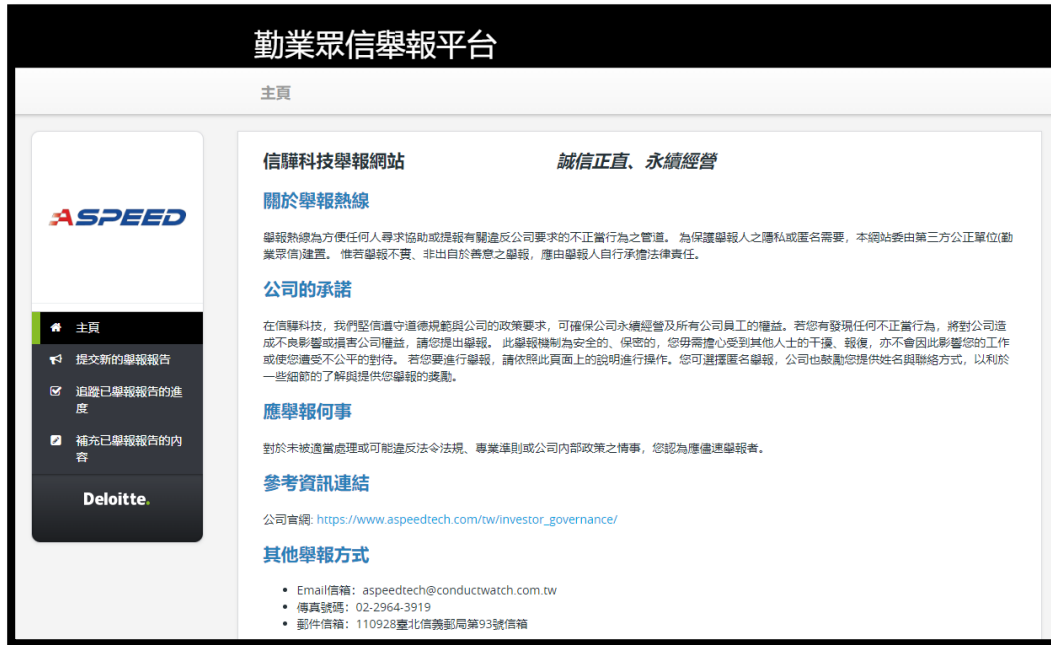 勤業眾信舉報平台
主頁
ASPEED
主頁
提交新的舉報報告
追蹤已舉報報告的進
度
補充已舉報報告的內
容
Deloitte.
信驊科技舉報網站 誠信正直、永續經營
關於舉報熱線
舉報熱線為方便任何人尋求協助或提報有關違反公司要求的不正當行為之管道。 為保護舉報人之隱私或匿名需要，本網站委由第三方公正單位(勤
業眾信)建置。 惟若舉報不實、非出自於善意之舉報，應由舉報人自行承擔法律責任。
公司的承諾
在信驊科技，我們堅信遵守道德規範與公司的政策要求，可確保公司永續經營及所有公司員工的權益。若您有發現任何不正當行為，將對公司造
成不良影響或損害公司權益，請您提出舉報。 此舉報機制為安全的、保密的，您毋需擔心受到其他人士的干擾、報復，亦不會因此影響您的工作
或使您遭受不公平的對待。 若您要進行舉報，請依照此頁面上的說明進行操作。您可選擇匿名舉報，公司也鼓勵您提供姓名與聯絡方式，以利於
一些細節的了解與提供您舉報的獎勵。
應舉報何事
對於未被適當處理或可能違反法令法規、專業準則或公司內部政策之情事，您認為應儘速舉報者。
參考資訊連結
公司官網: https://www.aspeedtech.com/tw/investor_governance/
其他舉報方式
• Email信箱：aspeedtech@conductwatch.com.tw
• 傳真號碼：02-2964-3919
• 郵件信箱：110928臺北信義郵局第93號信箱